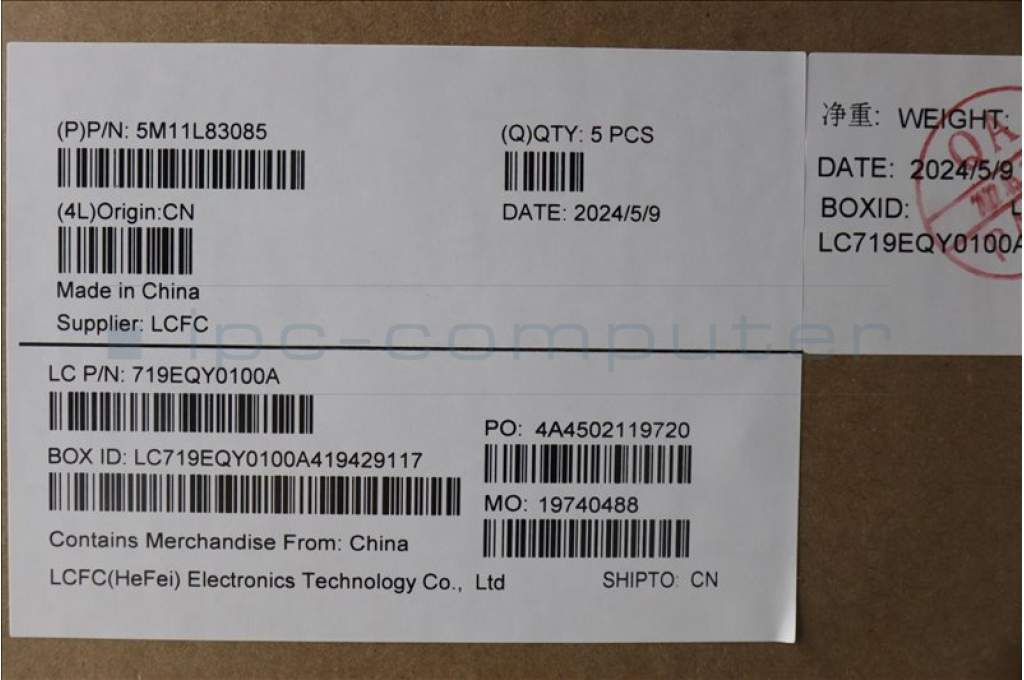 (P)P/N: 5M11L83085
(Q)QTY: 5 PCS
(4L)Origin:CN
DATE: 2024/5/9
Made in China
Supplier: LCFC
LC P/N: 719EQY0100A
PO: 4A4502119720
BOX ID: LC719EQY0100A419429117
MO: 19740488
Contains Merchandise From: China
LCFC(HeFei) Electronics Technology Co., Ltd
SHIPTO: CN
净重: WEIGHT:
DATE: 2024/5/9
BOXID:
LC719EQY0100A
QA
ipc-computer